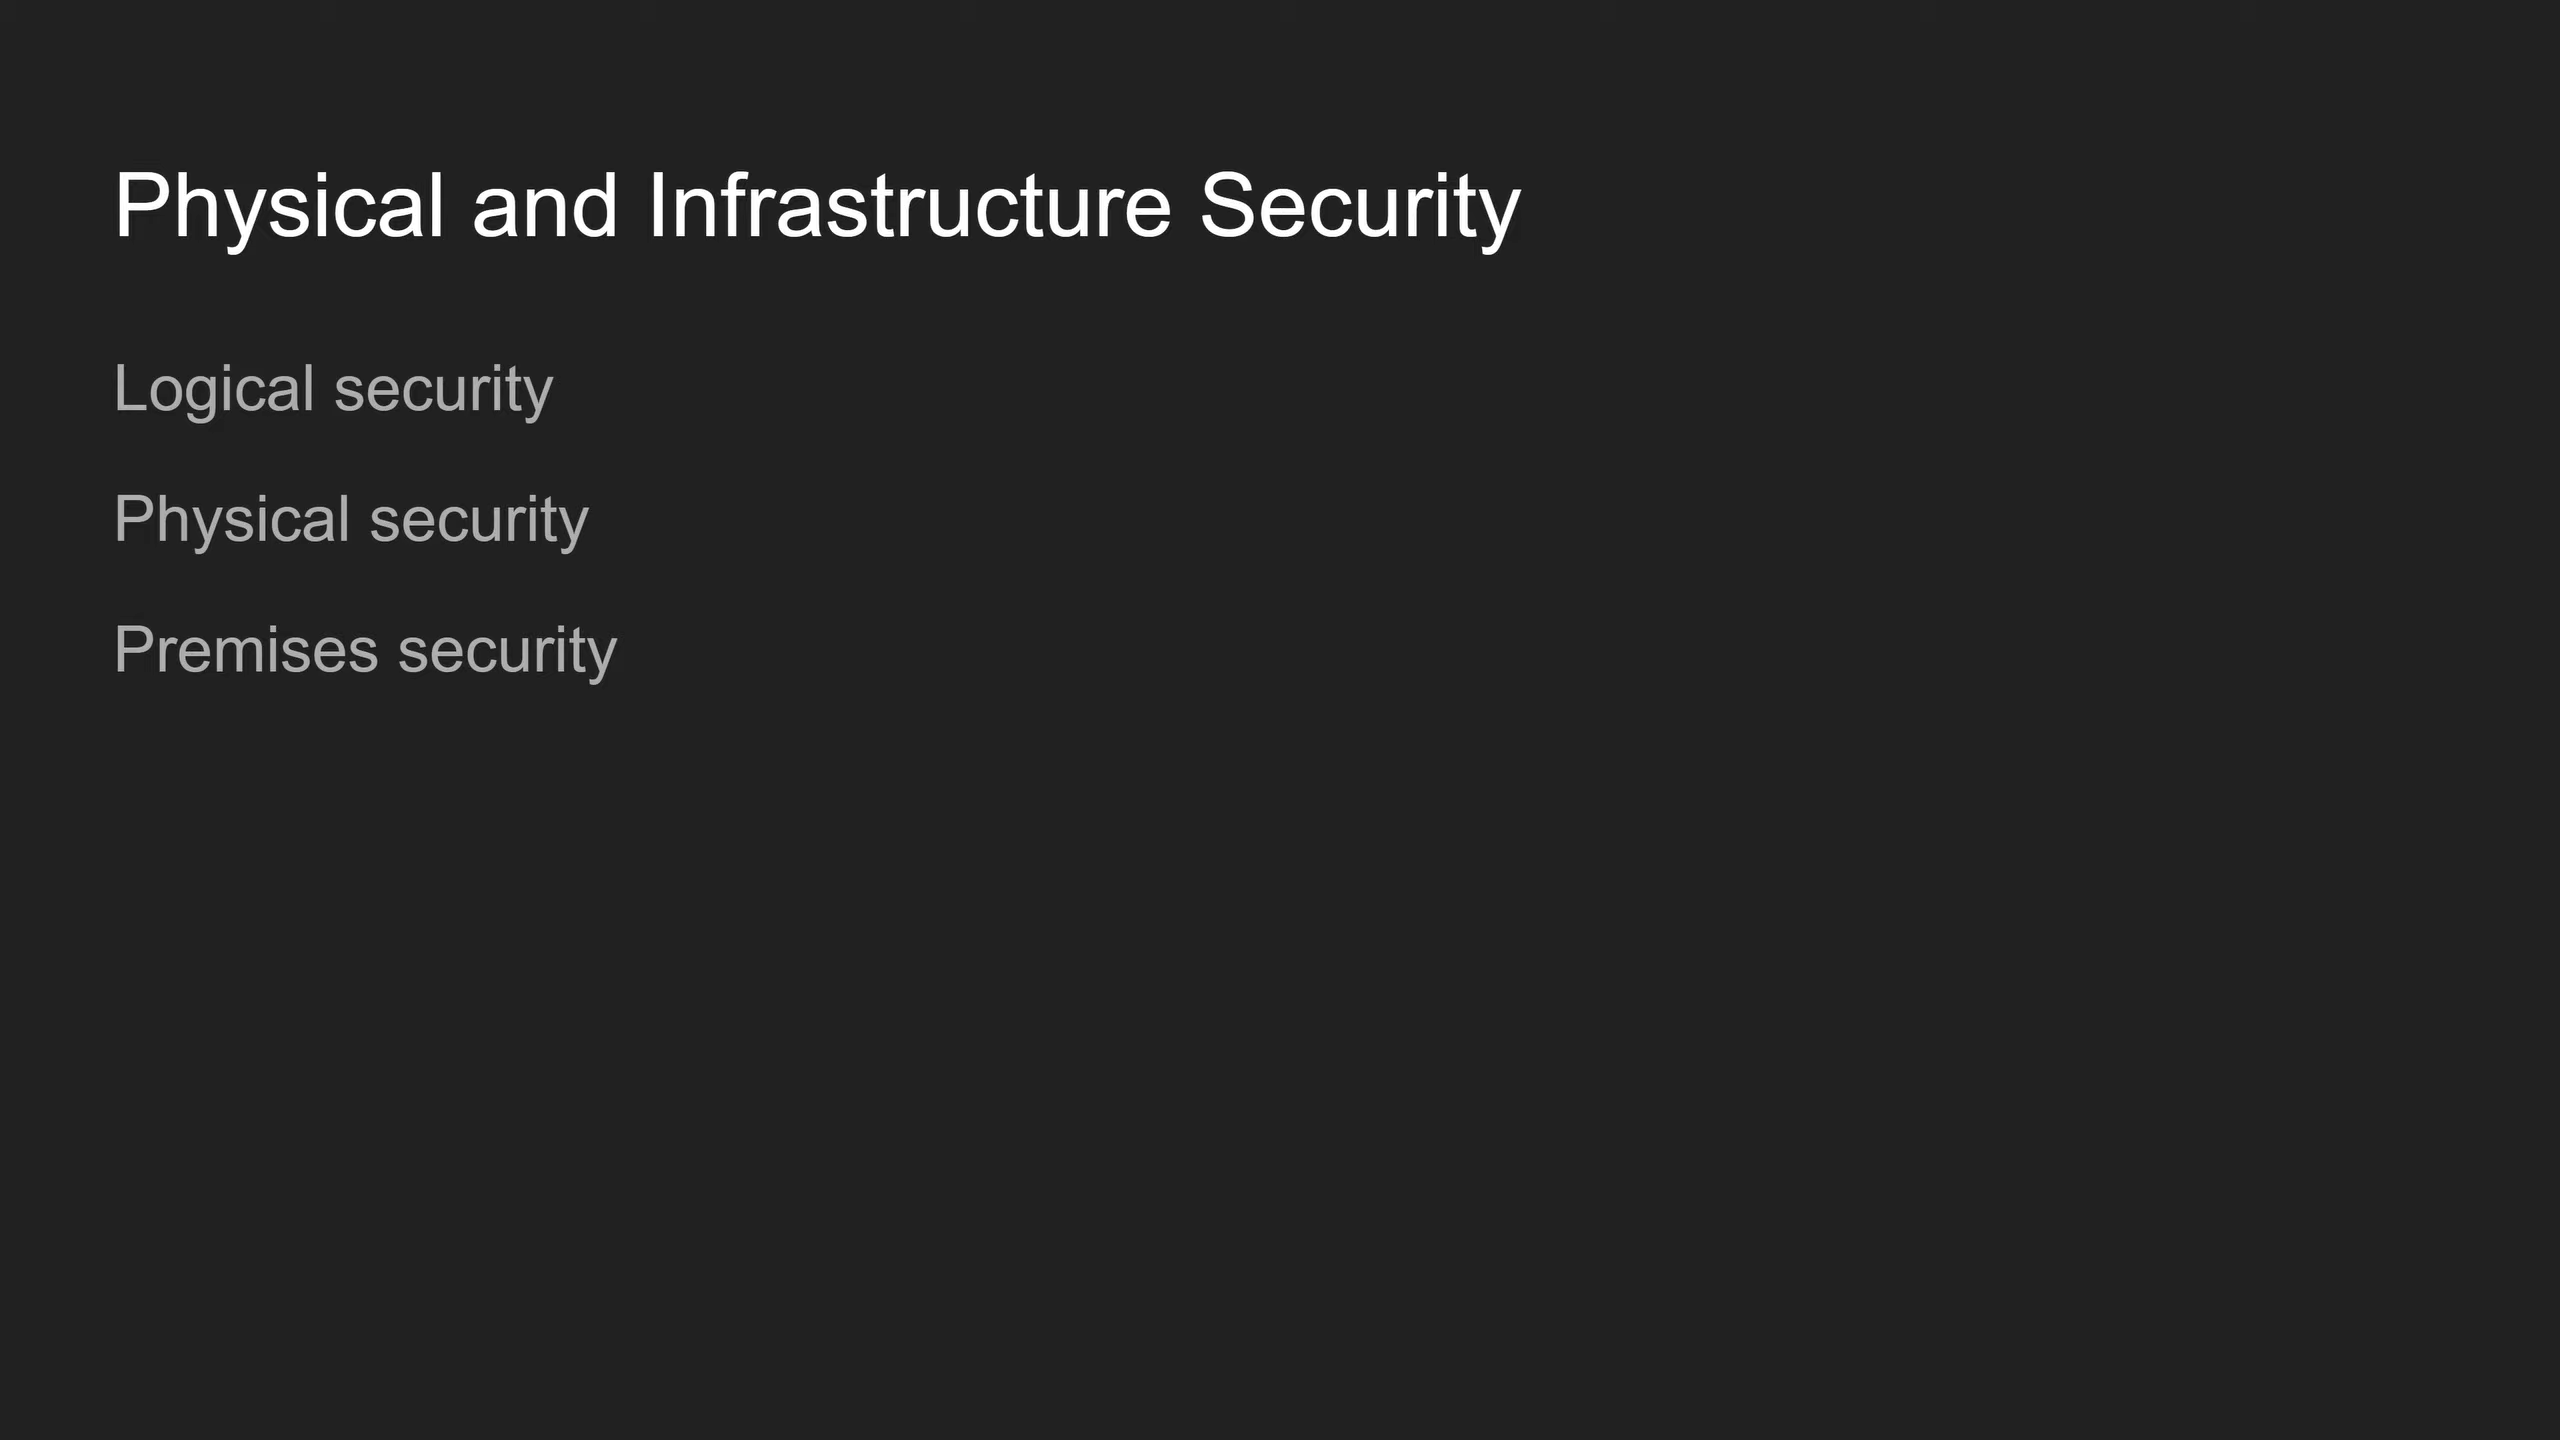 Physical and Infrastructure Security
Logical security
Physical security
Premises security